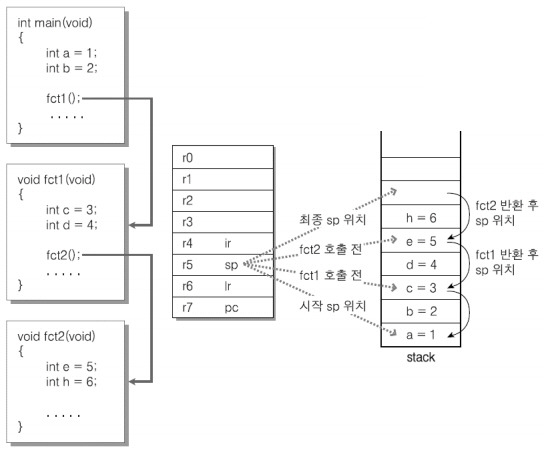 int main(void)
{
int a = 1;
int b = 2;
fct1();
. . . . .
}
void fct1(void)
{
int c = 3;
int d = 4;
fct2();
. . . . .
}
void fct2(void)
{
int e = 5;
int h = 6;
. . . . .
}
r0
r1
r2
r3
r4 ir
r5 sp
r6 lr
r7 pc
최종 sp 위치
fct2 호출 전
fct1 호출 전
시작 sp 위치
h = 6
e = 5
d = 4
c = 3
b = 2
a = 1
stack
fct2 반환 후
sp 위치
fct1 반환 후
sp 위치